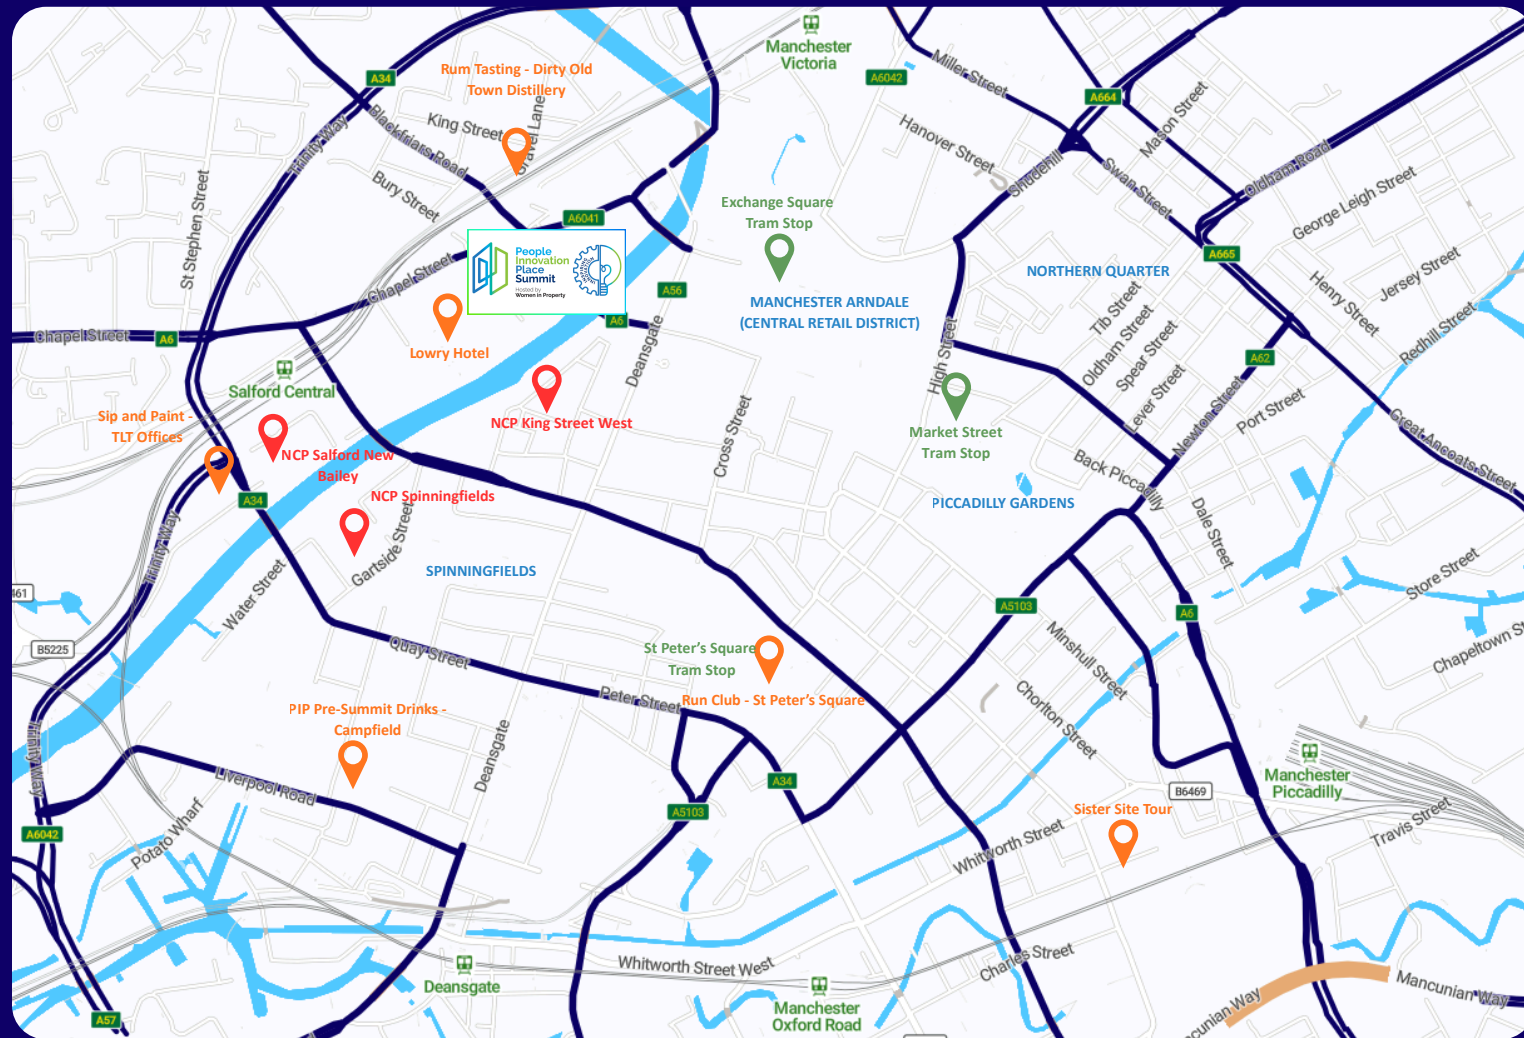 Manchester
Victoria
Rum Tasting - Dirty Old
Town Distillery
A34
A6042
Miller Street
A664
Mason Street
King Street
Gravel Lane
Blackfriars Road
Trinity Way
Hanover Street
Shudehill
Swan Street
Oldham Road
George Leigh Street
St Stephen Street
Bury Street
A6041
Exchange Square
Tram Stop
People
Innovation
Place
Summit
Hosted by
Women in Property
A665
Jersey Street
Henry Street
Redhill Street
NORTHERN QUARTER
MANCHESTER ARNDALE
(CENTRAL RETAIL DISTRICT)
Chapel Street
A56
A6
Tib Street
Oldham Street
Spear Street
Lever Street
Chapel Street
A6
Lowry Hotel
Deansgate
High Street
A62
Newton Street
Port Street
Great Ancoats Street
Salford Central
Sip and Paint -
TLT Offices
NCP King Street West
Cross Street
Market Street
Tram Stop
Back Piccadilly
NCP Salford New
Bailey
NCP Spinningfields
A34
PICCADILLY GARDENS
Dale Street
Trinity Way
Gartside Street
SPINNINGFIELDS
Water Street
461
Store Street
A5103
A6
B5225
Quay Street
St Peter's Square
Tram Stop
Minshull Street
Chapeltown St
Peter Street
Run Club - St Peter's Square
Chorlton Street
PIP Pre-Summit Drinks -
Campfield
Trinity Way
Deansgate
Liverpool Road
A34
Manchester
Piccadilly
B6469
A5103
Sister Site Tour
Travis Street
A6042
Potato Wharf
Whitworth Street
Whitworth Street West
Charles Street
Deansgate
Manchester
Oxford Road
Mancunian Way
cunian Way
A57